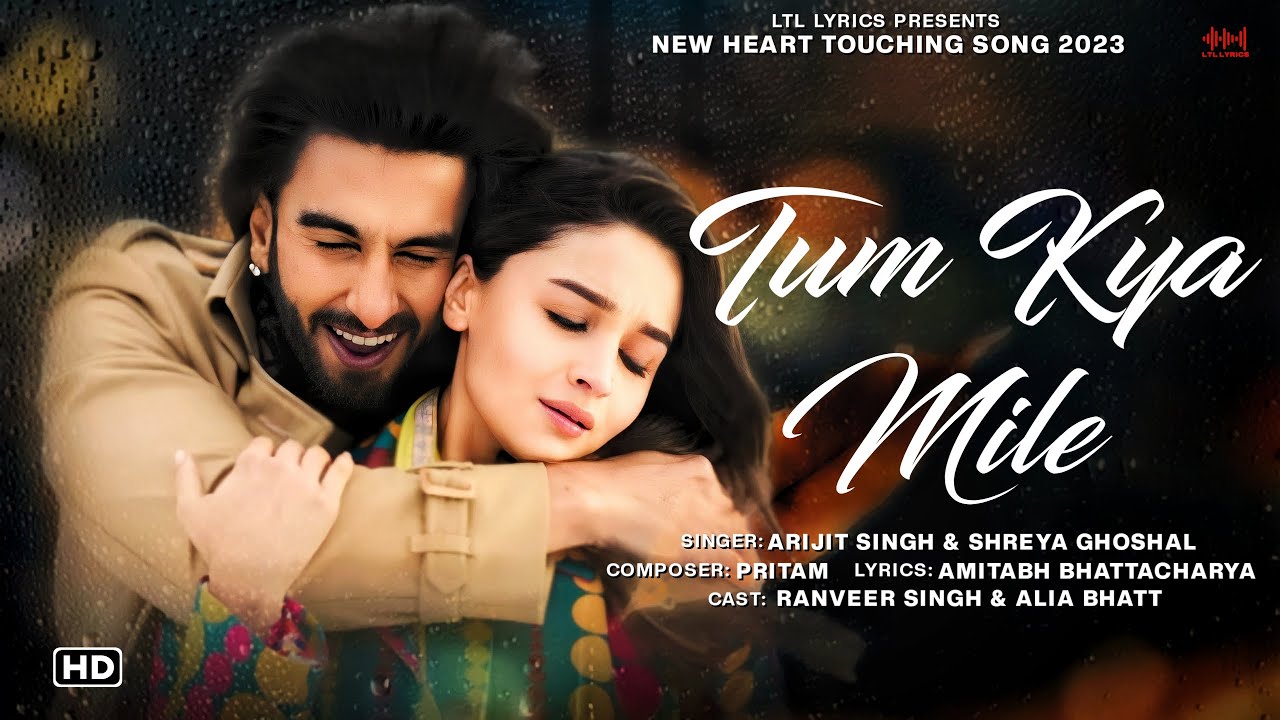 LTL LYRICS PRESENTS
NEW HEART TOUCHING SONG 2023
LTL LYRICS
Tum Kya
Mile
SINGER: ARIJIT SINGH & SHREYA GHOSHAL
COMPOSER: PRITAM LYRICS: AMITABH BHATTACHARYA
CAST: RANVEER SINGH & ALIA BHATT
HD